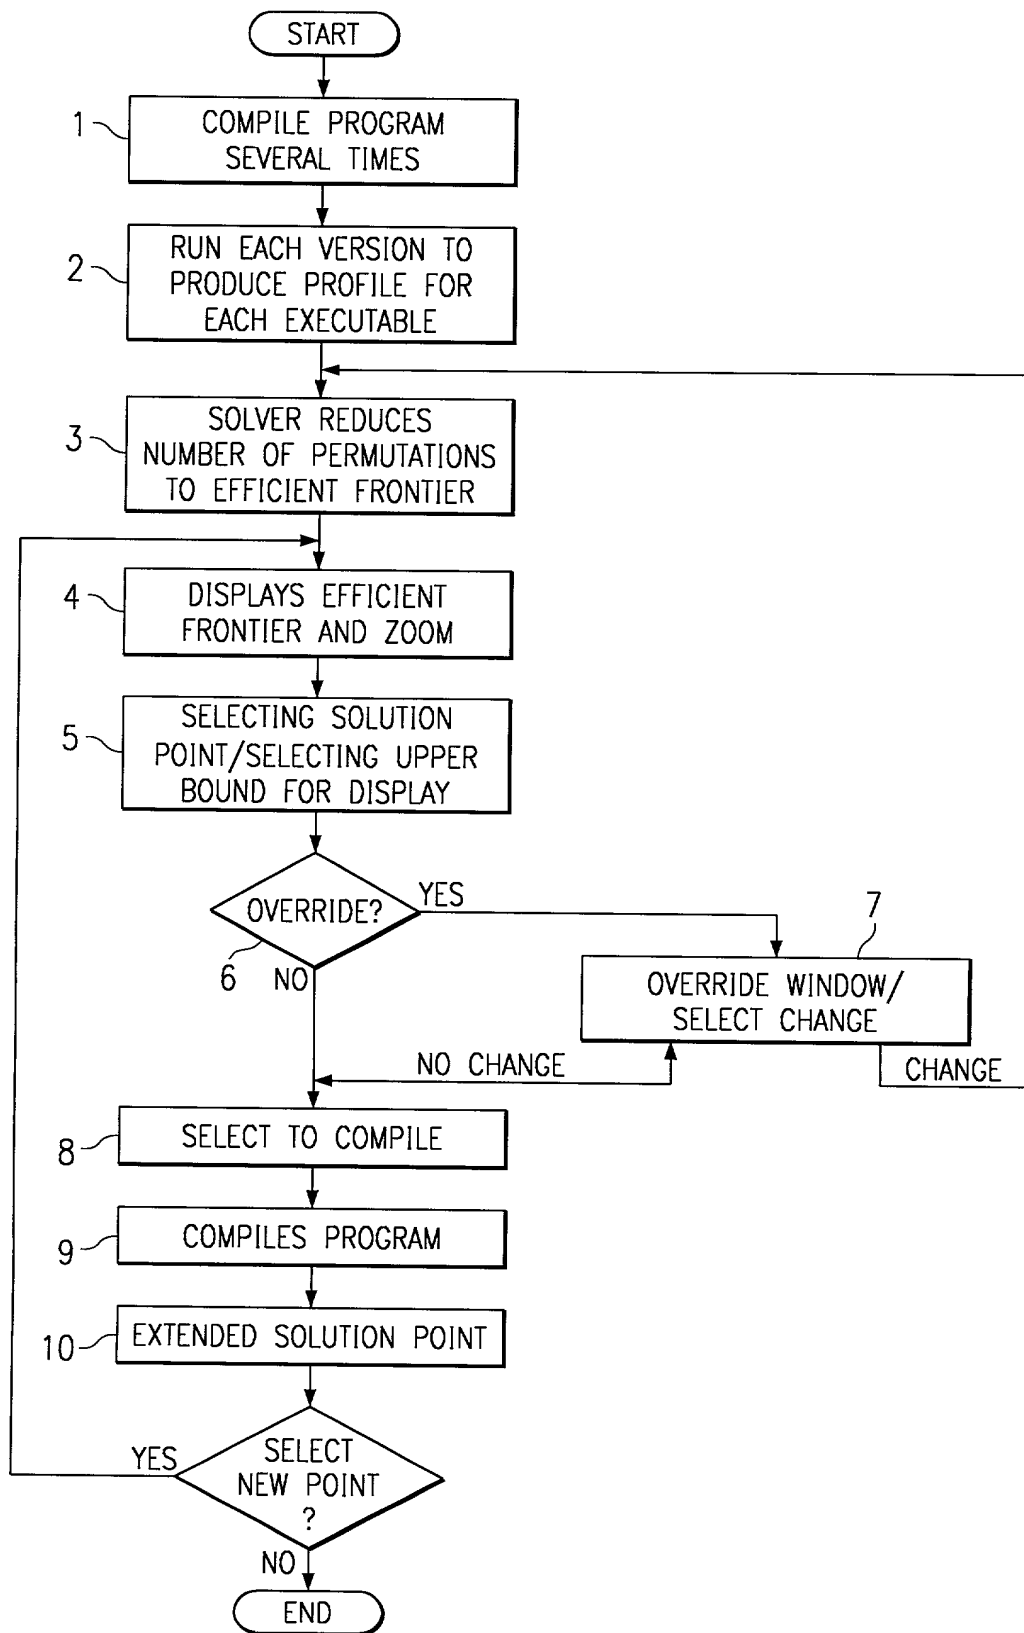 START
1
COMPILE PROGRAM
SEVERAL TIMES
2
RUN EACH VERSION TO
PRODUCE PROFILE FOR
EACH EXECUTABLE
3
SOLVER REDUCES
NUMBER OF PERMUTATIONS
TO EFFICIENT FRONTIER
4
DISPLAYS EFFICIENT
FRONTIER AND ZOOM
5
SELECTING SOLUTION
POINT/SELECTING UPPER
BOUND FOR DISPLAY
OVERRIDE?
YES
6
NO
7
OVERRIDE WINDOW/
SELECT CHANGE
NO CHANGE
CHANGE
8
SELECT TO COMPILE
9
COMPILES PROGRAM
10
EXTENDED SOLUTION POINT
YES
SELECT
NEW POINT
?
NO
END